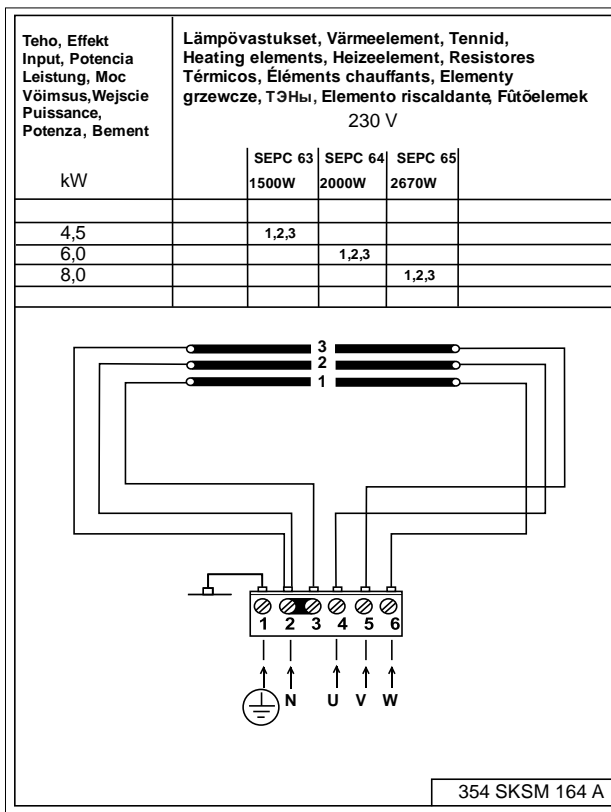 Teho, Effekt
Input, Potencia
Leistung, Moc
Vöimsus,Wejscie
Puissance,
Potenza, Bement
Lämpövastukset, Värmeelement, Tennid,
Heating elements, Heizeelement, Resistores
Térmicos, Éléments chauffants, Elementy
grzewcze, ТЭНы, Elemento riscaldante, Fûtőelemek
230 V
kW
SEPC 63 SEPC 64 SEPC 65
1500W 2000W 2670W
4,5 1,2,3
6,0 1,2,3
8,0 1,2,3
3
2
1
1 2 3 4 5 6
N U V W
354 SKSM 164 A